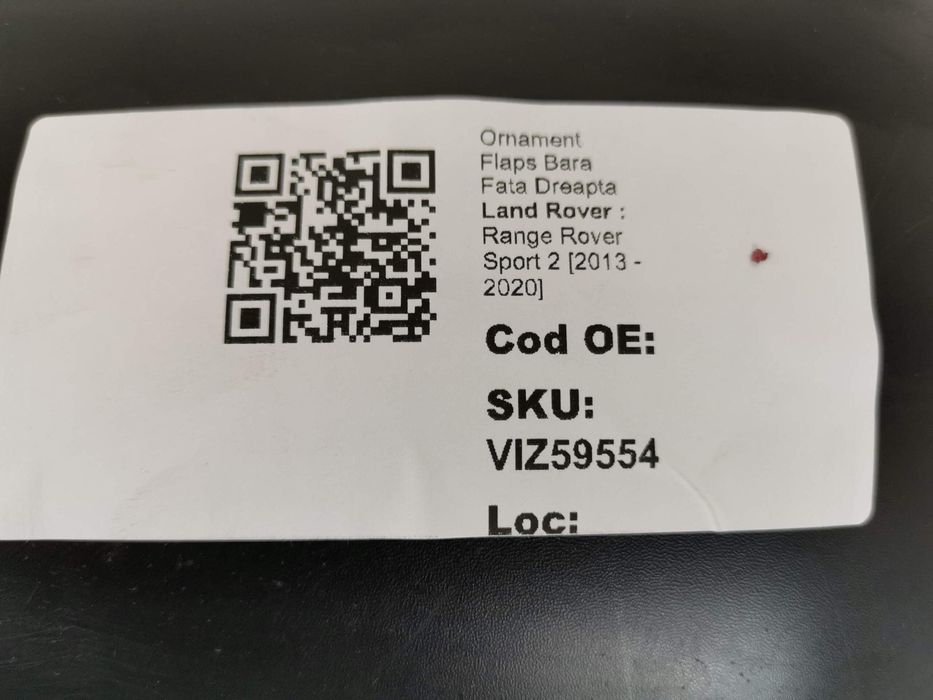 Ornament
Flaps Bara
Fata Dreapta
Land Rover :
Range Rover
Sport 2 [2013 -
2020]
Cod OE:
SKU:
VIZ59554
Loc: